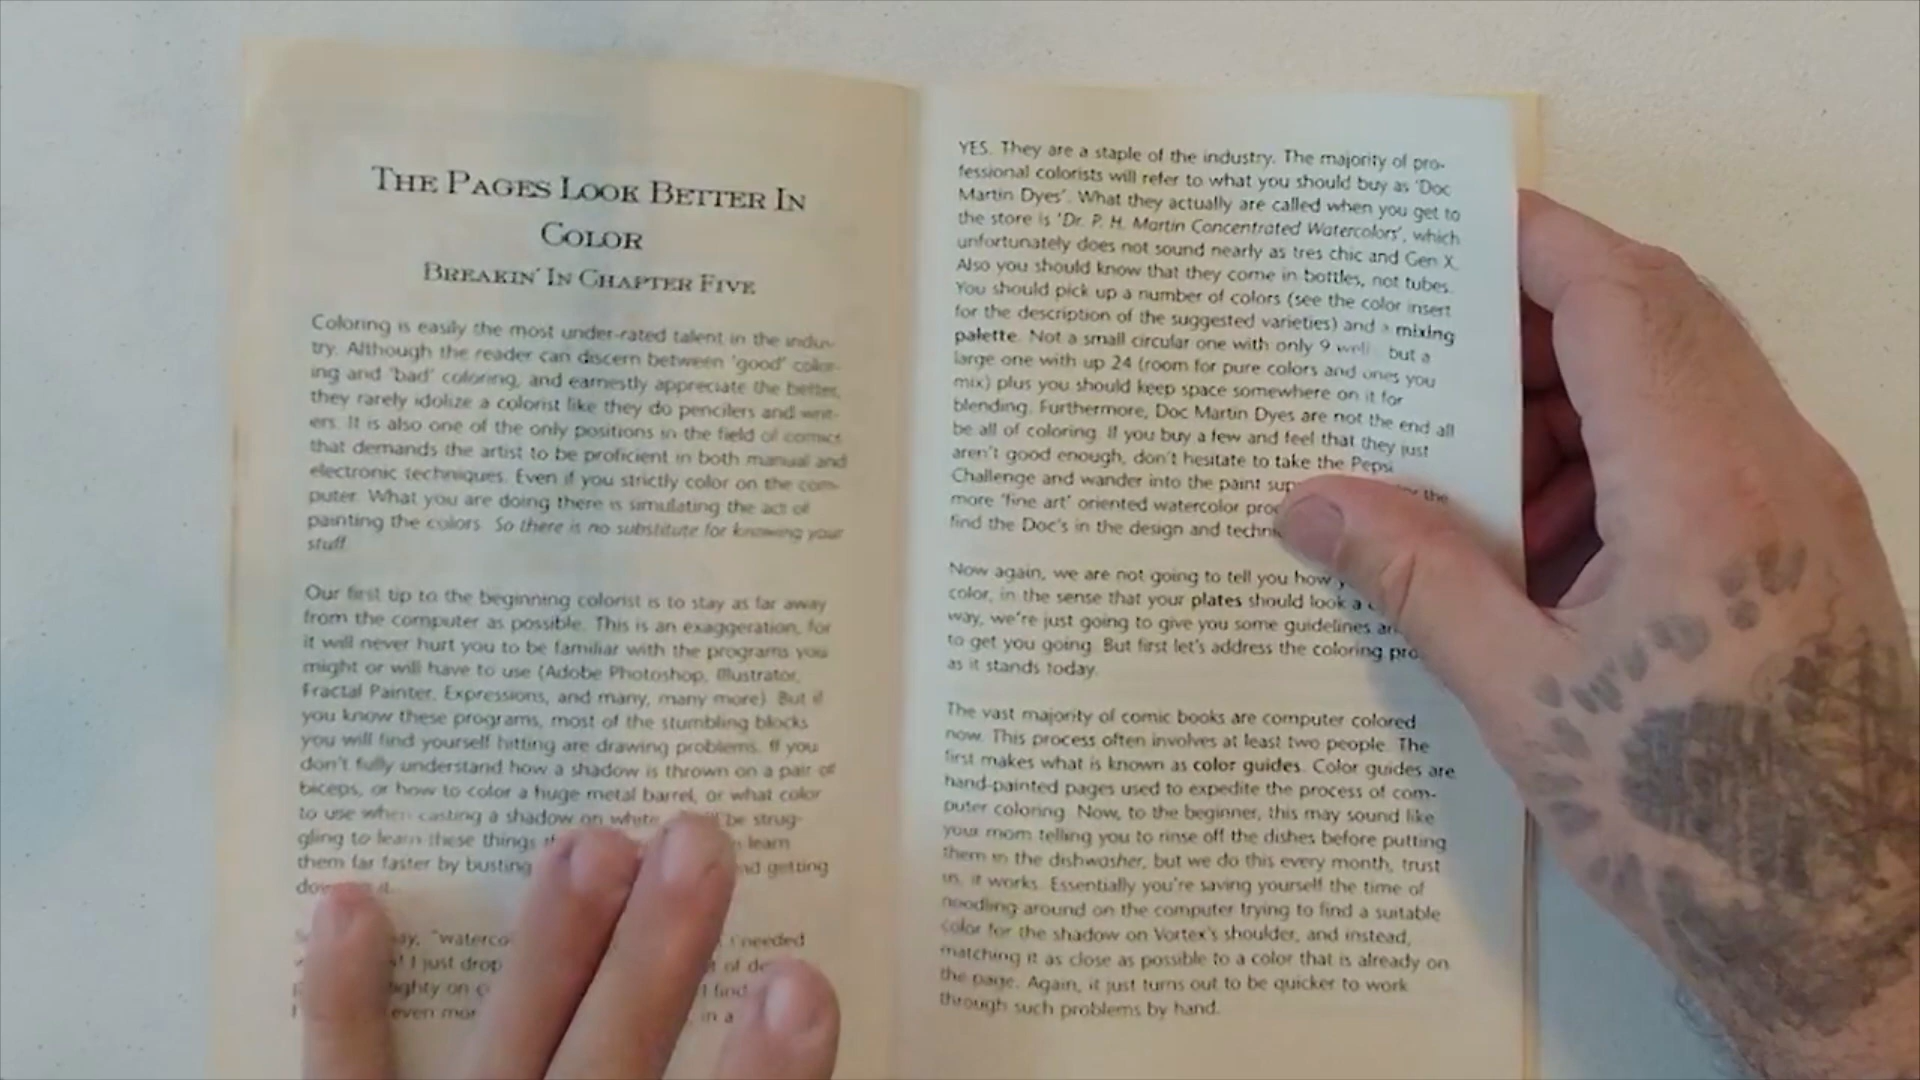 THE PAGES LOOK BETTER IN
COLOR
BREAKIN' IN CHAPTER FIVE
Coloring is easily the most under-rated talent in the indus-
try. Although the reader can discern between 'good' color-
ing and 'bad' coloring, and earnestly appreciate the better,
they rarely idolize a colorist like they do pencilers and writ-
ers. It is also one of the only positions in the field of comics
that demands the artist to be proficient in both manual and
electronic techniques. Even if you strictly color on the com-
puter. What you are doing there is simulating the act of
painting the colors. So there is no substitute for knowing your
stuff.
Our first tip to the beginning colorist is to stay as far away
from the computer as possible. This is an exaggeration, for
it will never hurt you to be familiar with the programs you
might or will have to use (Adobe Photoshop, Illustrator,
Fractal Painter, Expressions, and many, many more). But if
you know these programs, most of the stumbling blocks
you will find yourself hitting are drawing problems. If you
don't fully understand how a shadow is thrown on a pair of
biceps, or how to color a huge metal barrel, or what color
to use when casting a shadow on white be strug-
gling to learn these things learn
them far faster by busting getting
it.
needed
I just drop of
on find
even mor in a
YES. They are a staple of the industry. The majority of pro-
fessional colorists will refer to what you should buy as 'Doc
Martin Dyes'. What they actually are called when you get to
the store is 'Dr. P. H. Martin Concentrated Watercolors', which
unfortunately does not sound nearly as tres chic and Gen X.
Also you should know that they come in bottles, not tubes.
You should pick up a number of colors (see the color insert
for the description of the suggested varieties) and a mixing
palette. Not a small circular one with only 9 but a
large one with up 24 (room for pure colors and ones you
mix) plus you should keep space somewhere on it for
blending. Furthermore, Doc Martin Dyes are not the end all
be all of coloring. If you buy a few and feel that they just
aren't good enough, don't hesitate to take the Pepsi
Challenge and wander into the paint the
more 'fine art' oriented watercolor
find the Doc's in the design and
Now again, we are not going to tell you how
color, in the sense that your plates should look a
way, we're just going to give you some guidelines
to get you going. But first let's address the coloring
as it stands today.
The vast majority of comic books are computer colored
now. This process often involves at least two people. The
first makes what is known as color guides. Color guides are
hand-painted pages used to expedite the process of com-
puter coloring. Now, to the beginner, this may sound like
your mom telling you to rinse off the dishes before putting
them in the dishwasher, but we do this every month, trust
us, it works. Essentially you're saving yourself the time of
noodling around on the computer trying to find a suitable
color for the shadow on Vortex's shoulder, and instead,
matching it as close as possible to a color that is already on
the page. Again, it just turns out to be quicker to work
through such problems by hand.